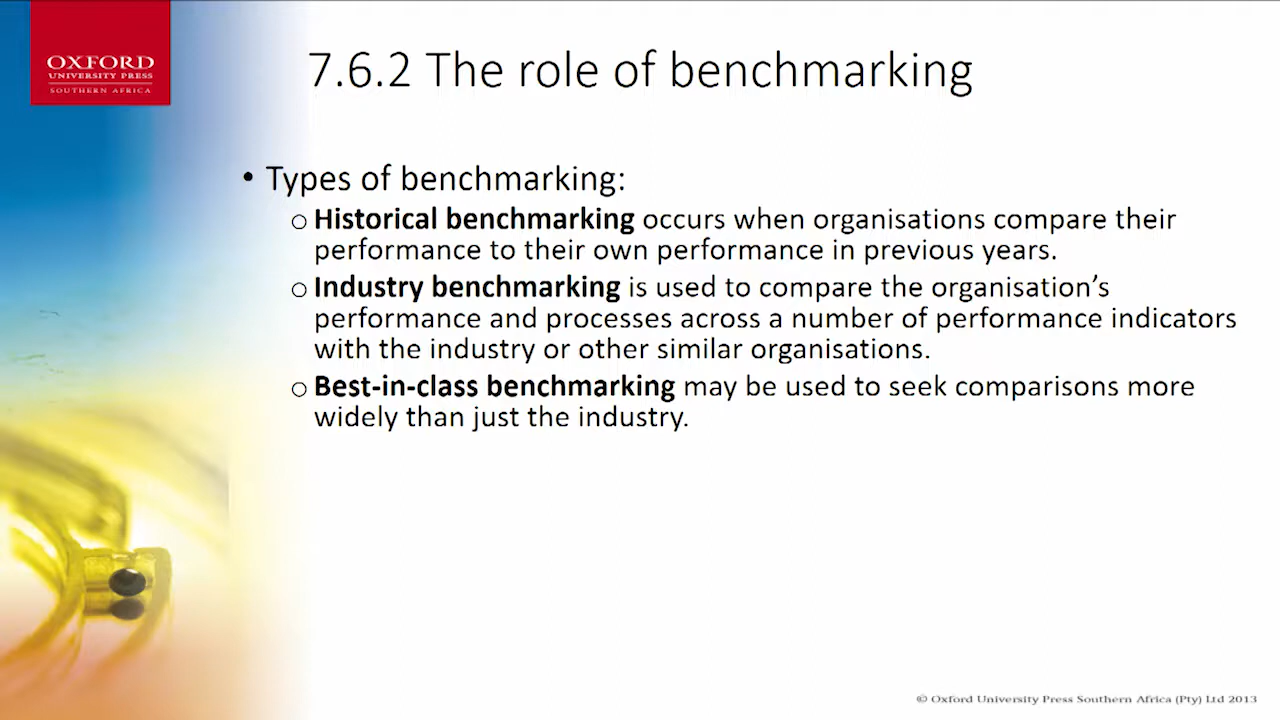 OXFORD
UNIVERSITY PRESS
SOUTHERN AFRICA
7.6.2 The role of benchmarking
• Types of benchmarking:
o Historical benchmarking occurs when organisations compare their
performance to their own performance in previous years.
o Industry benchmarking is used to compare the organisation’s
performance and processes across a number of performance indicators
with the industry or other similar organisations.
o Best-in-class benchmarking may be used to seek comparisons more
widely than just the industry.
© Oxford University Press Southern Africa (Pty) Ltd 2013